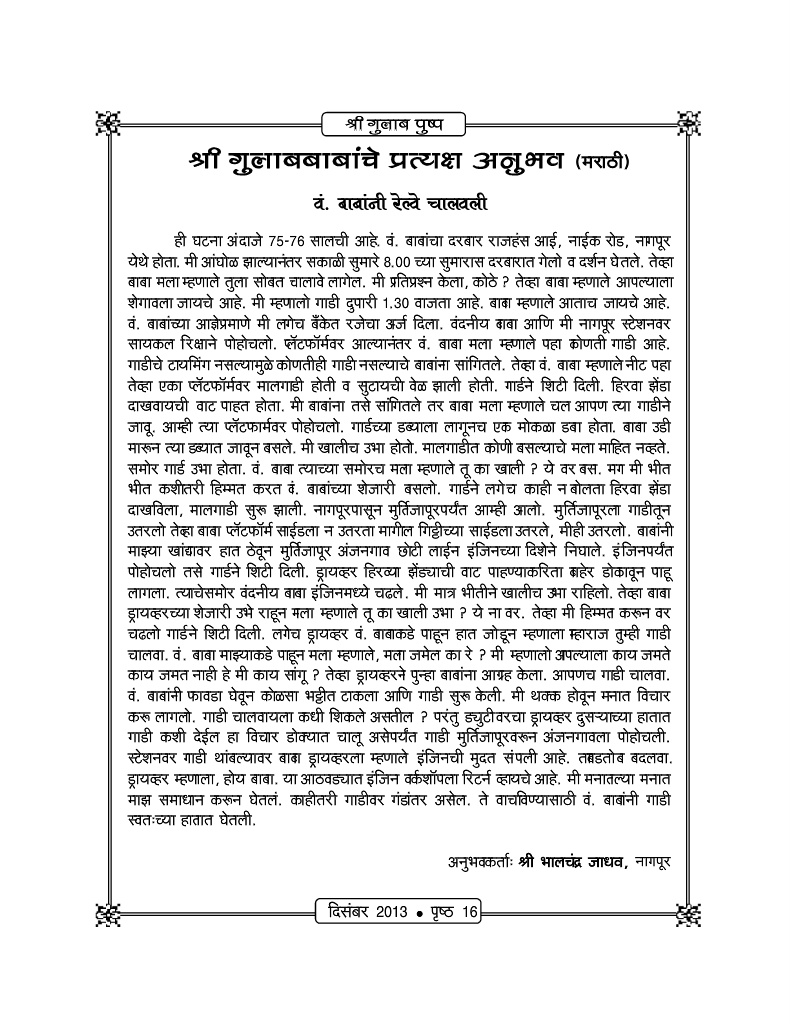 श्री गुलाब पुष्प
श्री गुलाबबाबांचे प्रत्यक्ष अनुभव (मराठी)
वं. बाबांनी रेल्वे चालवली
ही घटना अंदाजे 75-76 सालची आहे. वं. बाबांचा दरबार राजहंस आई, नाईक रोड, नागपूर
येथे होता. मी आंघोळ झाल्यानंतर सकाळी सुमारे 8.00 च्या सुमारास दरबारात गेलो व दर्शन घेतले. तेव्हा
बाबा मला म्हणाले तुला सोबत चालावे लागेल. मी प्रतिप्रश्न केला, कोठे ? तेव्हा बाबा म्हणाले आपल्याला
शेगावला जायचे आहे. मी म्हणालो गाडी दुपारी 1.30 वाजता आहे. बाबा म्हणाले आताच जायचे आहे.
वं. बाबांच्या आज्ञेप्रमाणे मी लगेच बँकेत रजेचा अर्ज दिला. वंदनीय बाबा आणि मी नागपूर स्टेशनवर
सायकल रिक्षाने पोहोचलो. प्लॅटफॉर्मवर आल्यानंतर वं. बाबा मला म्हणाले पहा कोणती गाडी आहे.
गाडीचे टायमिंग नसल्यामुळे कोणतीही गाडी नसल्याचे बाबांना सांगितले. तेव्हा वं. बाबा म्हणाले नीट पहा
तेव्हा एका प्लॅटफॉर्मवर मालगाडी होती व सुटायची वेळ झाली होती. गार्डने शिटी दिली. हिरवा झेंडा
दाखवायची वाट पाहत होता. मी बाबांना तसे सांगितले तर बाबा मला म्हणाले चल आपण त्या गाडीने
जावू. आम्ही त्या प्लॅटफार्मवर पोहोचलो. गार्डच्या डब्याला लागूनच एक मोकळा डबा होता. बाबा उडी
मारून त्या डब्यात जावून बसले. मी खालीच उभा होतो. मालगाडीत कोणी बसल्याचे मला माहित नव्हते.
समोर गार्ड उभा होता. वं. बाबा त्याच्या समोरच मला म्हणाले तू का खाली ? ये वर बस. मग मी भीत
भीत कशीतरी हिम्मत करत वं. बाबांच्या शेजारी बसलो. गार्डने लगेच काही न बोलता हिरवा झेंडा
दाखविला, मालगाडी सुरू झाली. नागपूरपासून मुर्तिजापूरपर्यंत आम्ही आलो. मुर्तिजापूरला गाडीतून
उतरलो तेव्हा बाबा प्लॅटफॉर्म साईडला न उतरता मागील गिट्टीच्या साईडला उतरले, मीही उतरलो. बाबांनी
माझ्या खांद्यावर हात ठेवून मुर्तिजापूर अंजनगाव छोटी लाईन इंजिनच्या दिशेने निघाले. इंजिनपर्यंत
पोहोचलो तसे गार्डने शिटी दिली. ड्रायव्हर हिरव्या झेंड्याची वाट पाहण्याकरिता बाहेर डोकावून पाहू
लागला. त्याचेसमोर वंदनीय बाबा इंजिनमध्ये चढले. मी मात्र भीतीने खालीच उभा राहिलो. तेव्हा बाबा
ड्रायव्हरच्या शेजारी उभे राहून मला म्हणाले तू का खाली उभा ? ये ना वर. तेव्हा मी हिम्मत करून वर
चढलो गार्डने शिटी दिली. लगेच ड्रायव्हर वं. बाबाकडे पाहून हात जोडून म्हणाला म्हाराज तुम्ही गाडी
चालवा. वं. बाबा माझ्याकडे पाहून मला म्हणाले, मला जमेल का रे ? मी म्हणालो आपल्याला काय जमते
काय जमत नाही हे मी काय सांगू ? तेव्हा ड्रायव्हरने पुन्हा बाबांना आग्रह केला. आपणच गाडी चालवा.
वं. बाबांनी फावडा घेवून कोळसा भट्टीत टाकला आणि गाडी सुरू केली. मी थक्क होवून मनात विचार
करू लागलो. गाडी चालवायला कधी शिकले असतील ? परंतु ड्युटीवरचा ड्रायव्हर दुसऱ्याच्या हातात
गाडी कशी देईल हा विचार डोक्यात चालू असेपर्यंत गाडी मुर्तिजापूरवरून अंजनगावला पोहोचली.
स्टेशनवर गाडी थांबल्यावर बाबा ड्रायव्हरला म्हणाले इंजिनची मुदत संपली आहे. ताबडतोब बदलवा.
ड्रायव्हर म्हणाला, होय बाबा. या आठवड्यात इंजिन वर्कशॉपला रिटर्न व्हायचे आहे. मी मनातल्या मनात
माझं समाधान करून घेतलं. काहीतरी गाडीवर गंडांतर असेल. ते वाचविण्यासाठी वं. बाबांनी गाडी
स्वतःच्या हातात घेतली.
अनुभवकर्ताः श्री भालचंद्र जाधव, नागपूर
दिसंबर 2013 ● पृष्ठ 16